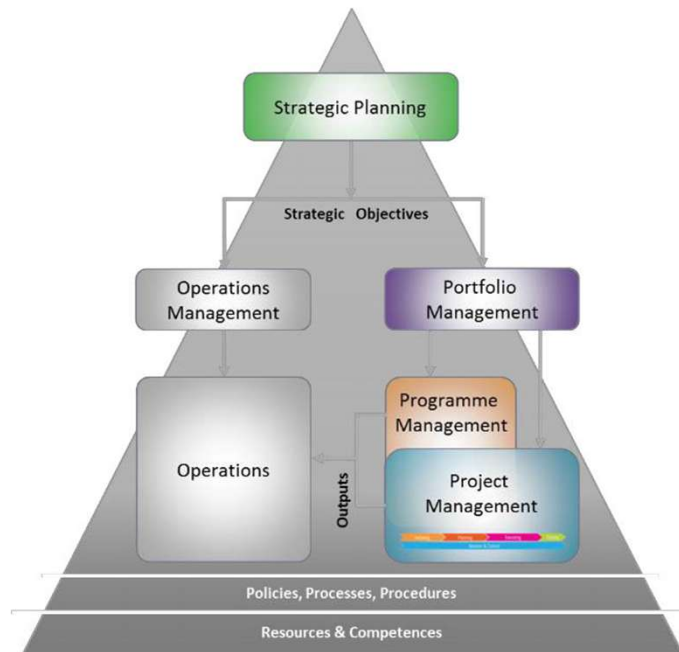 Strategic Planning
Strategic Objectives
Operations
Management
Portfolio
Management
Programme
Management
Operations
Outputs
Project
Management
Policies, Processes, Procedures
Resources & Competences